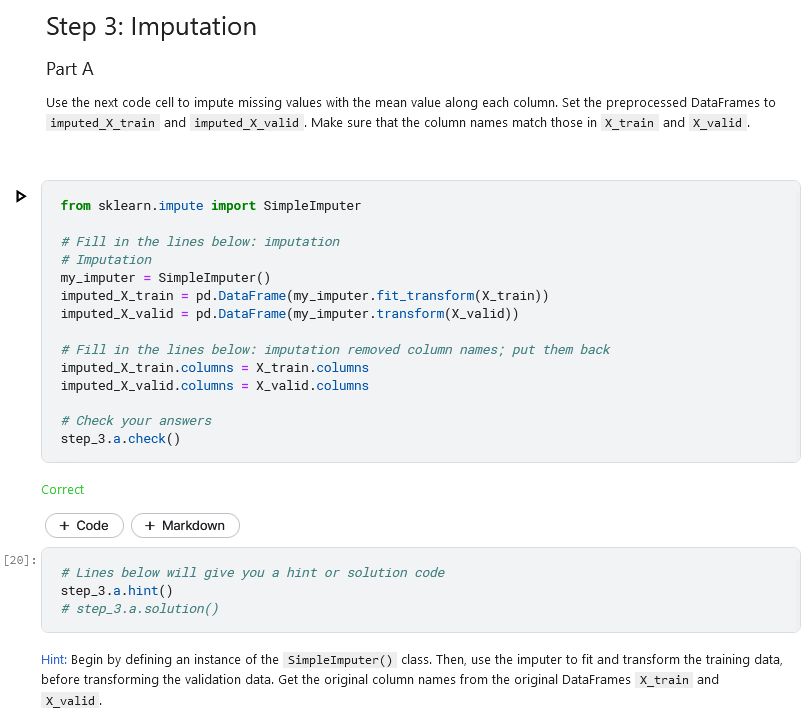 Step 3: Imputation
Part A
Use the next code cell to impute missing values with the mean value along each column. Set the preprocessed DataFrames to
imputed_X_train and imputed_X_valid . Make sure that the column names match those in X_train and X_valid .
from sklearn.impute import SimpleImputer
# Fill in the lines below: imputation
# Imputation
my_imputer = SimpleImputer()
imputed_X_train = pd.DataFrame(my_imputer.fit_transform(X_train))
imputed_X_valid = pd.DataFrame(my_imputer.transform(X_valid))
# Fill in the lines below: imputation removed column names; put them back
imputed_X_train.columns = X_train.columns
imputed_X_valid.columns = X_valid.columns
# Check your answers
step_3.a.check()
Correct
+ Code + Markdown
[20]:
# Lines below will give you a hint or solution code
step_3.a.hint()
# step_3.a.solution()
Hint: Begin by defining an instance of the SimpleImputer() class. Then, use the imputer to fit and transform the training data,
before transforming the validation data. Get the original column names from the original DataFrames X_train and
X_valid .